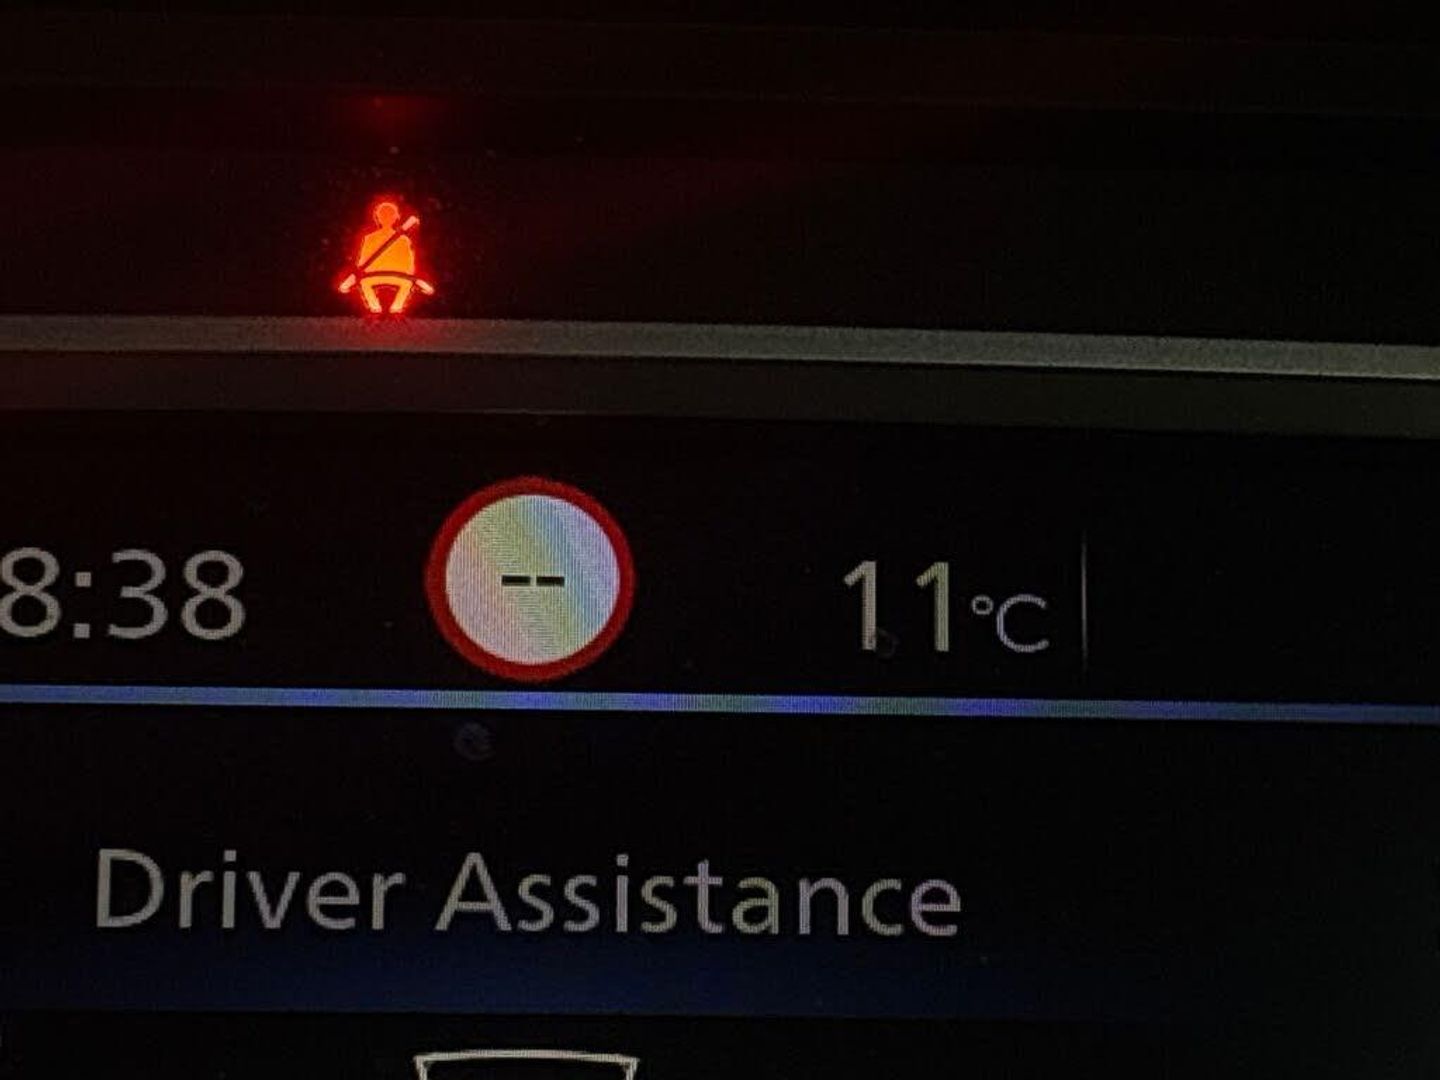 8:38 -- 11°C
Driver Assistance